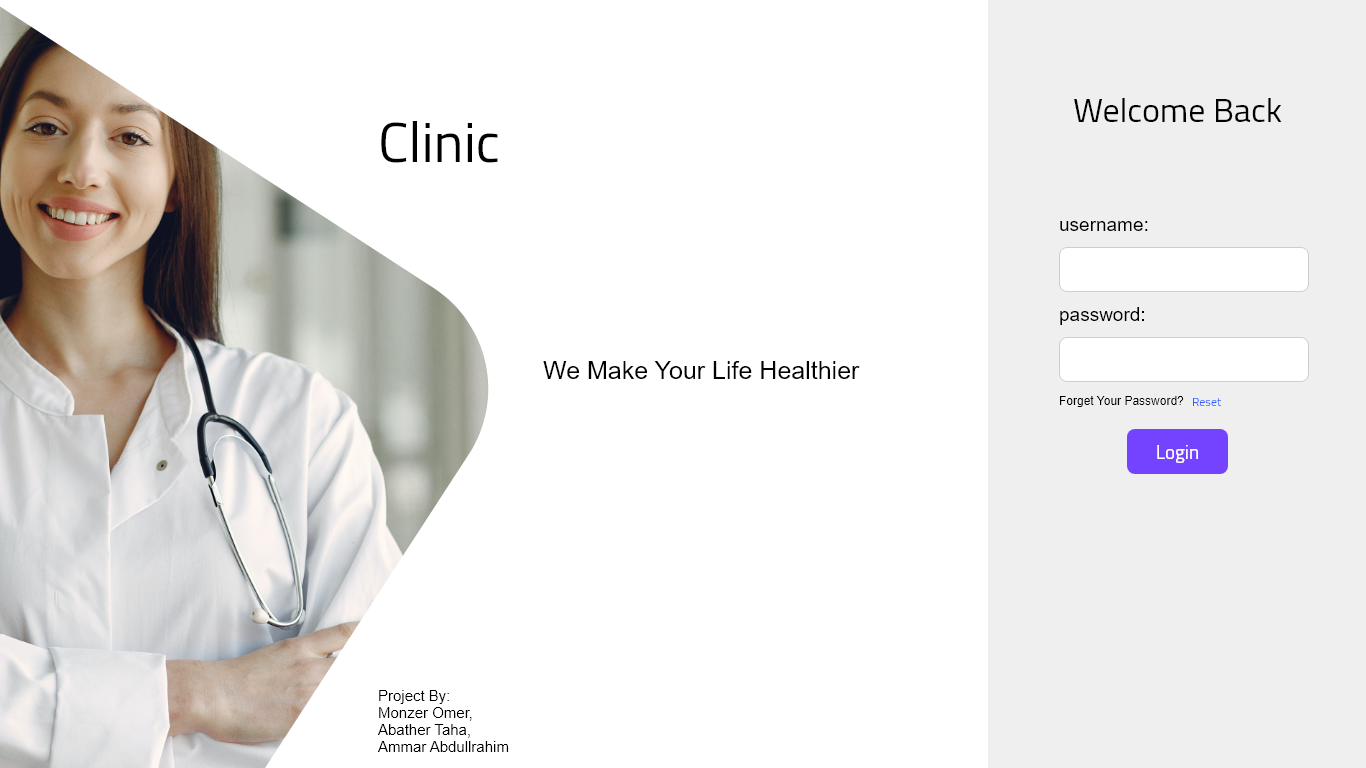 Clinic
We Make Your Life Healthier
Project By:
Monzer Omer,
Abather Taha,
Ammar Abdullrahim
Welcome Back
username:
password:
Forget Your Password? Reset
Login